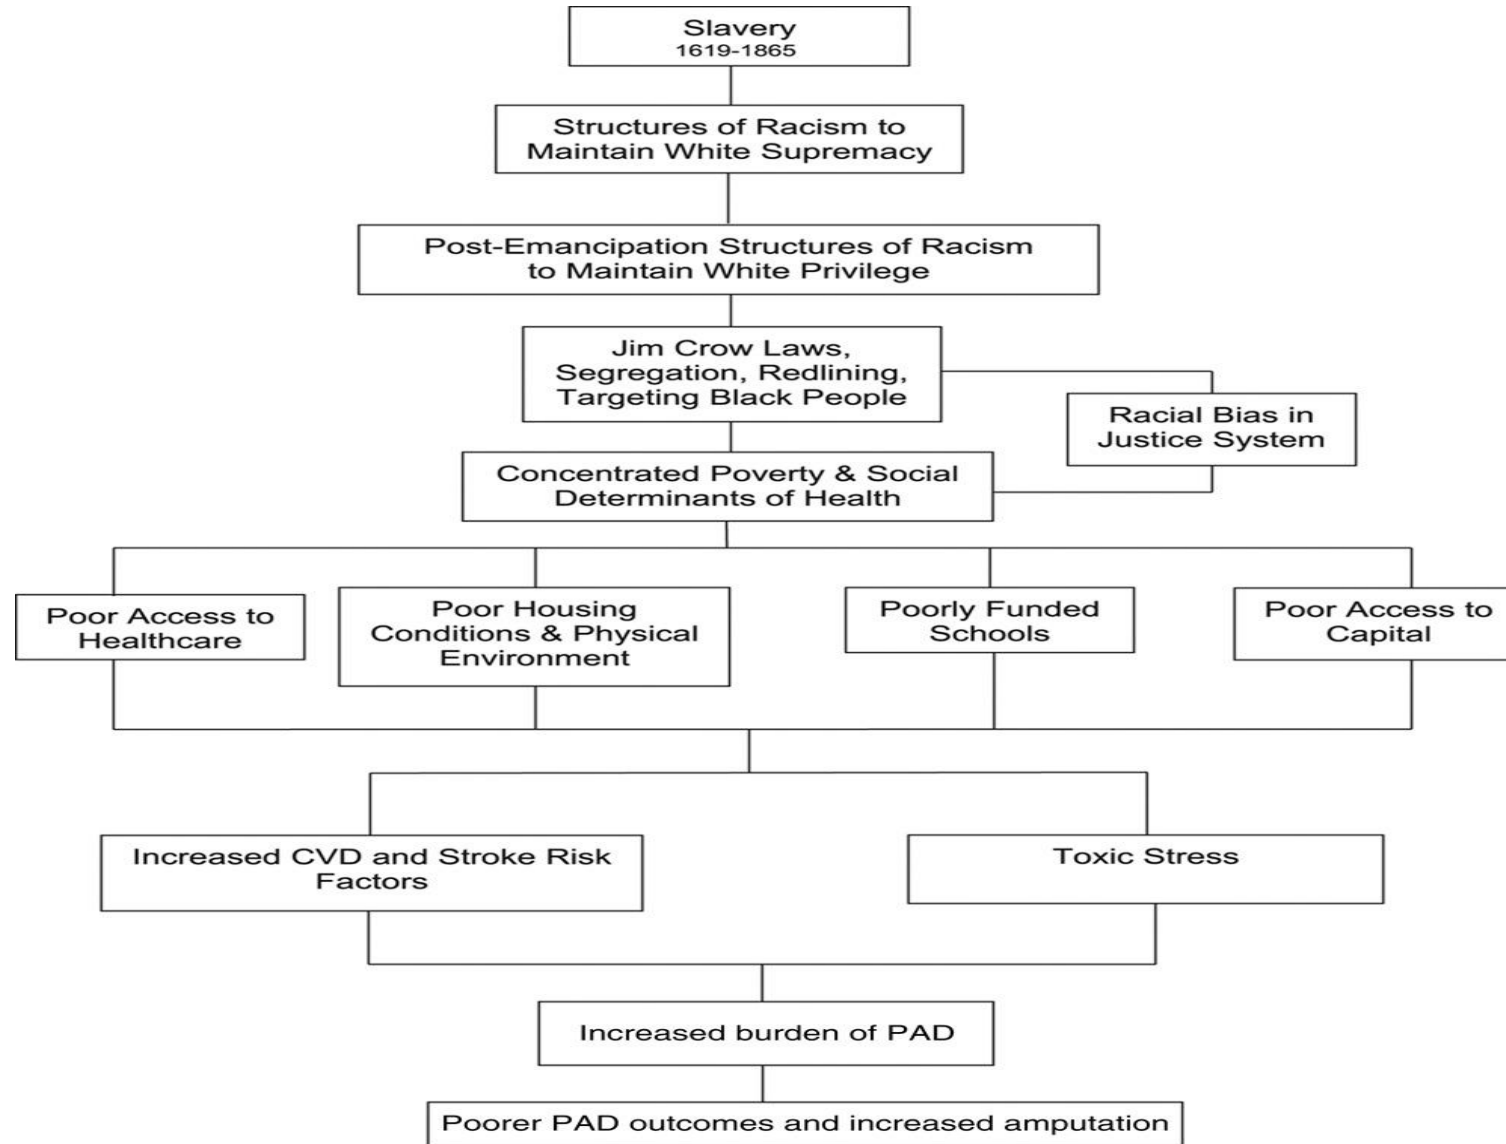 Slavery
1619-1865
Structures of Racism to
Maintain White Supremacy
Post-Emancipation Structures of Racism
to Maintain White Privilege
Jim Crow Laws,
Segregation, Redlining,
Targeting Black People
Racial Bias in
Justice System
Concentrated Poverty & Social
Determinants of Health
Poor Access to
Healthcare
Poor Housing
Conditions & Physical
Environment
Poorly Funded
Schools
Poor Access to
Capital
Increased CVD and Stroke Risk
Factors
Toxic Stress
Increased burden of PAD
Poorer PAD outcomes and increased amputation